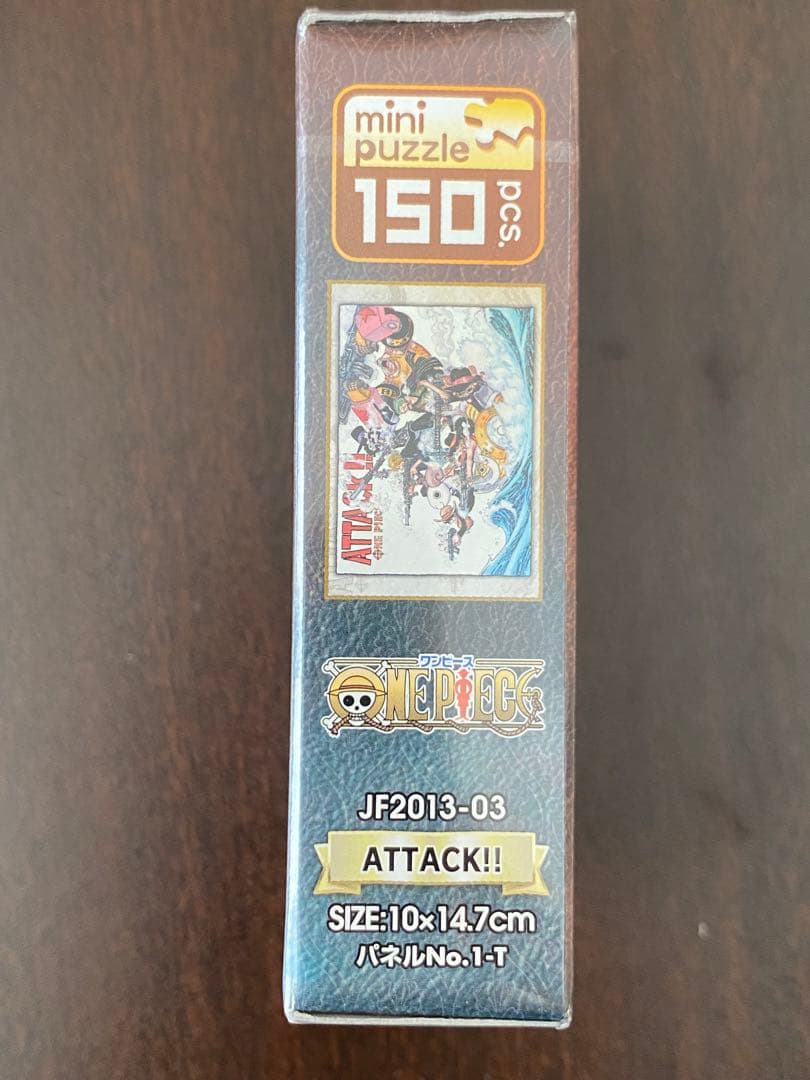 mini
puzzle
150
pcs.
ATTACK!!
ONE PIECE
ワンピース
ONE PIECE
JF2013-03
ATTACK!!
SIZE:10×14.7cm
パネルNo.1-T